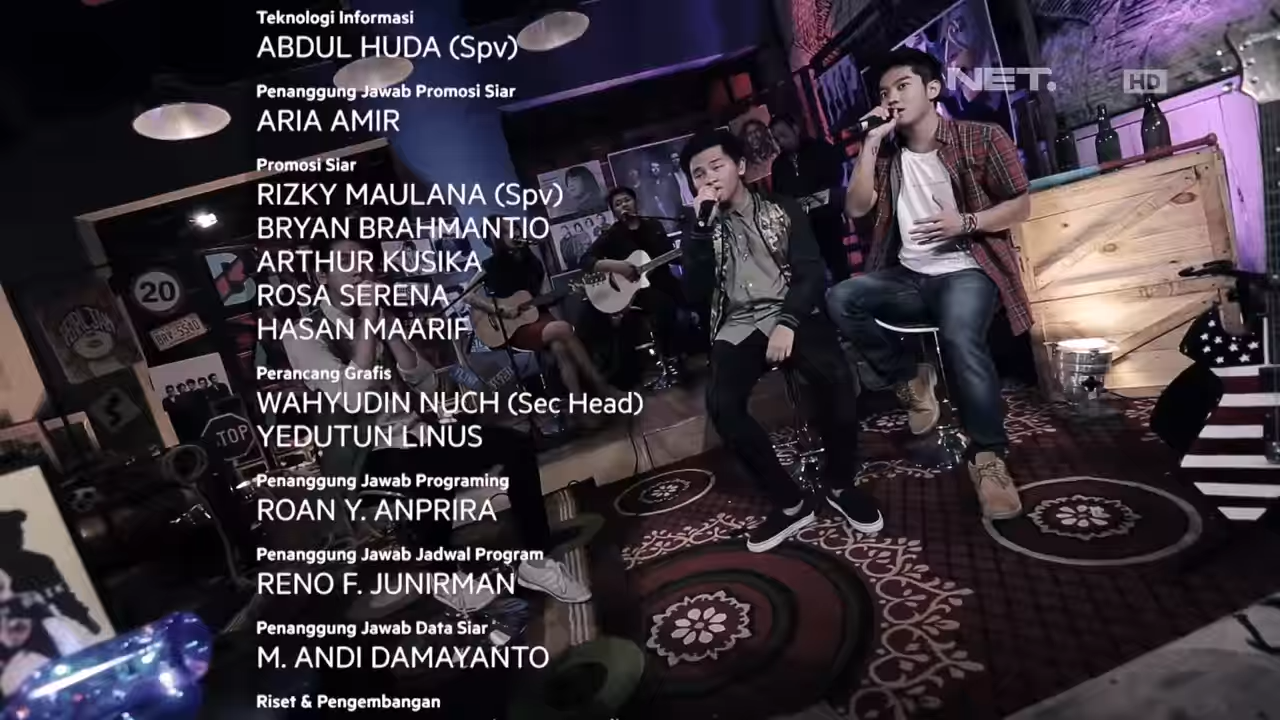 Teknologi Informasi
ABDUL HUDA (Spv)
Penanggung Jawab Promosi Siar
ARIA AMIR
Promosi Siar
RIZKY MAULANA (Spv)
BRYAN BRAHMANTIO
ARTHUR KUSIKA
ROSA SERENA
HASAN MAARIF
Perancang Grafis
WAHYUDIN NUCH (Sec Head)
YEDUTUN LINUS
Penanggung Jawab Programing
ROAN Y. ANPRIRA
Penanggung Jawab Jadwal Program
RENO F. JUNIRMAN
Penanggung Jawab Data Siar
M. ANDI DAMAYANTO
Riset & Pengembangan
NET.
HD
20
STOP